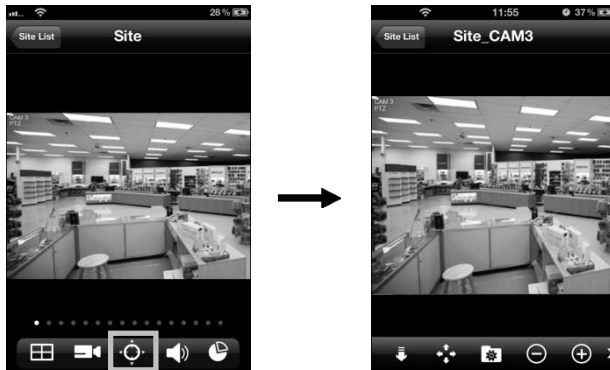 28 %
Site List
Site
CAM 3
PTZ
11:55
37 %
Site List
Site_CAM3
CAM 3
PTZ